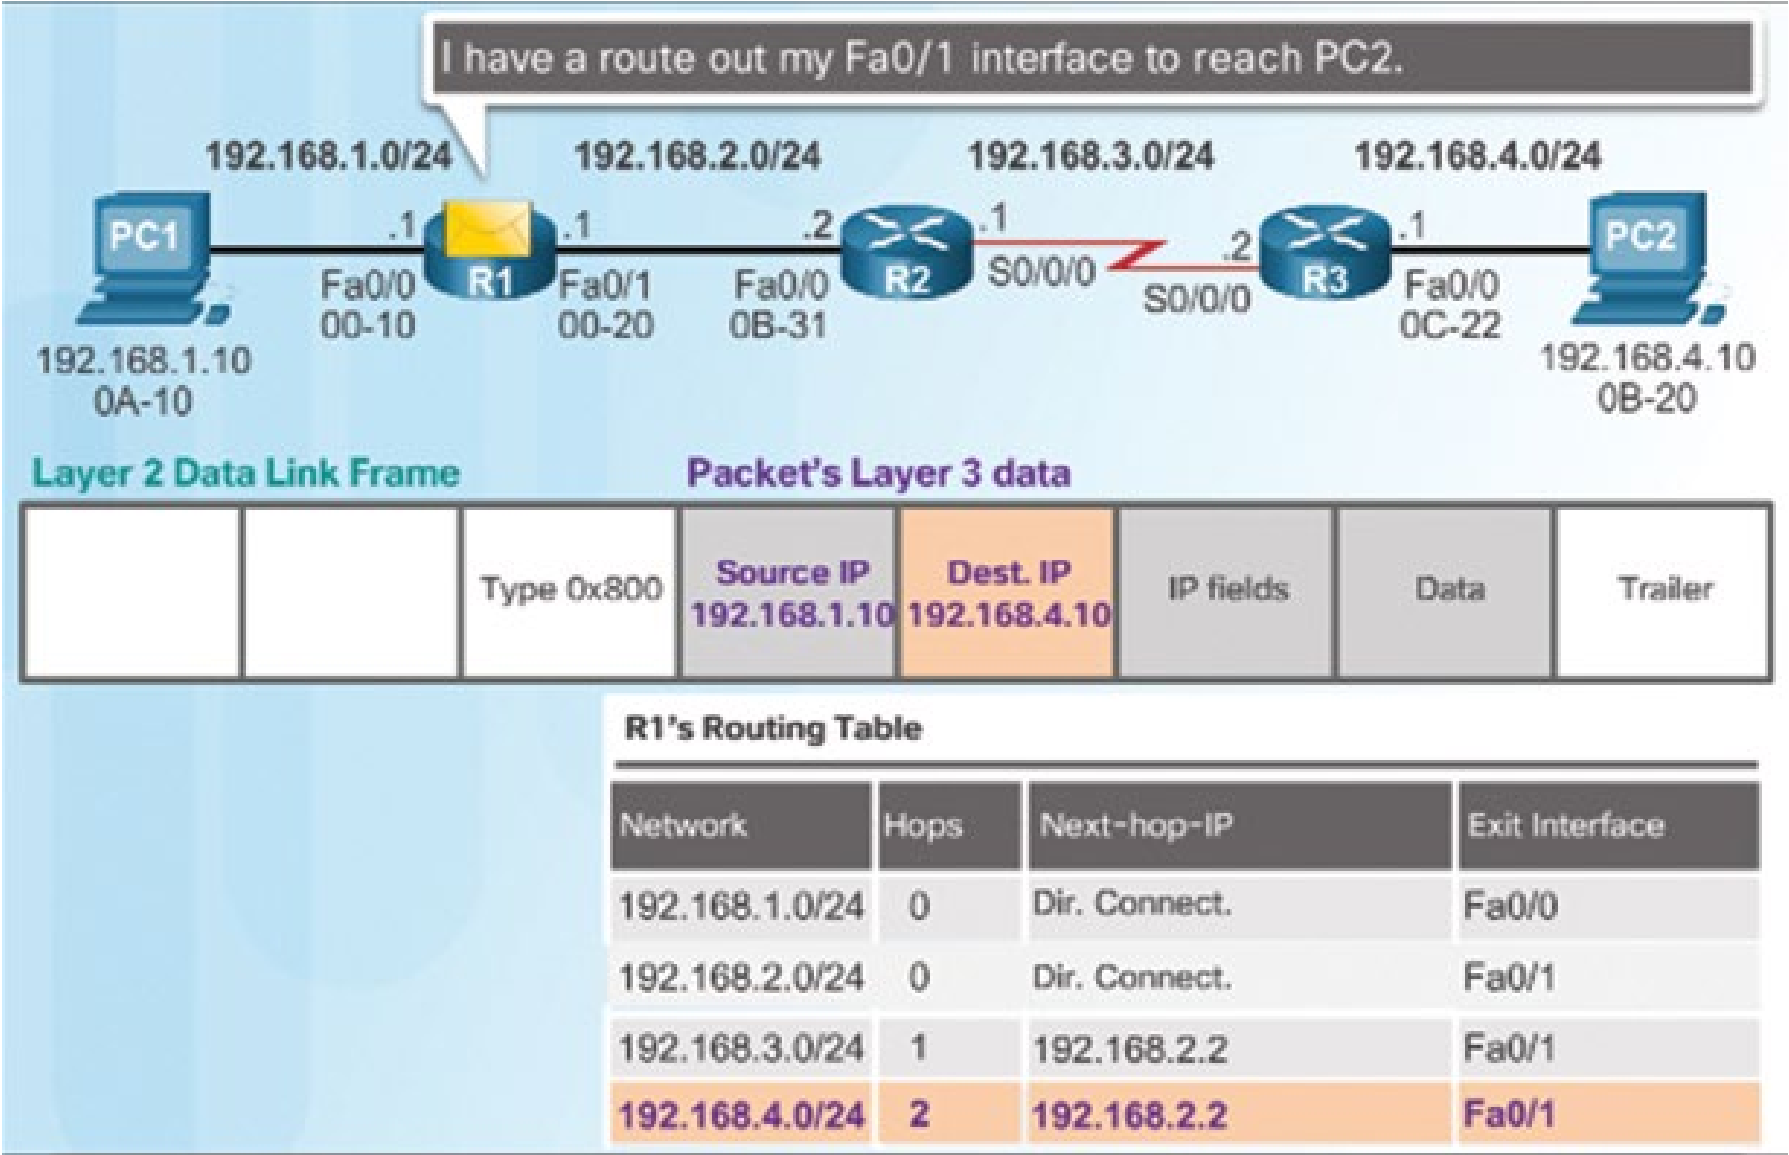 I have a route out my Fa0/1 interface to reach PC2.
192.168.1.0/24 192.168.2.0/24 192.168.3.0/24 192.168.4.0/24
PC1 .1 R1 .1 .2 R2 .1 .2 R3 .1 PC2
Fa0/0 Fa0/1 Fa0/0 S0/0/0 S0/0/0 Fa0/0
00-10 00-20 0B-31 0C-22
192.168.1.10 192.168.4.10
0A-10 0B-20
Layer 2 Data Link Frame Packet's Layer 3 data
Type 0x800 Source IP Dest. IP IP fields Data Trailer
192.168.1.10 192.168.4.10
R1's Routing Table
Network Hops Next-hop-IP Exit Interface
192.168.1.0/24 0 Dir. Connect. Fa0/0
192.168.2.0/24 0 Dir. Connect. Fa0/1
192.168.3.0/24 1 192.168.2.2 Fa0/1
192.168.4.0/24 2 192.168.2.2 Fa0/1